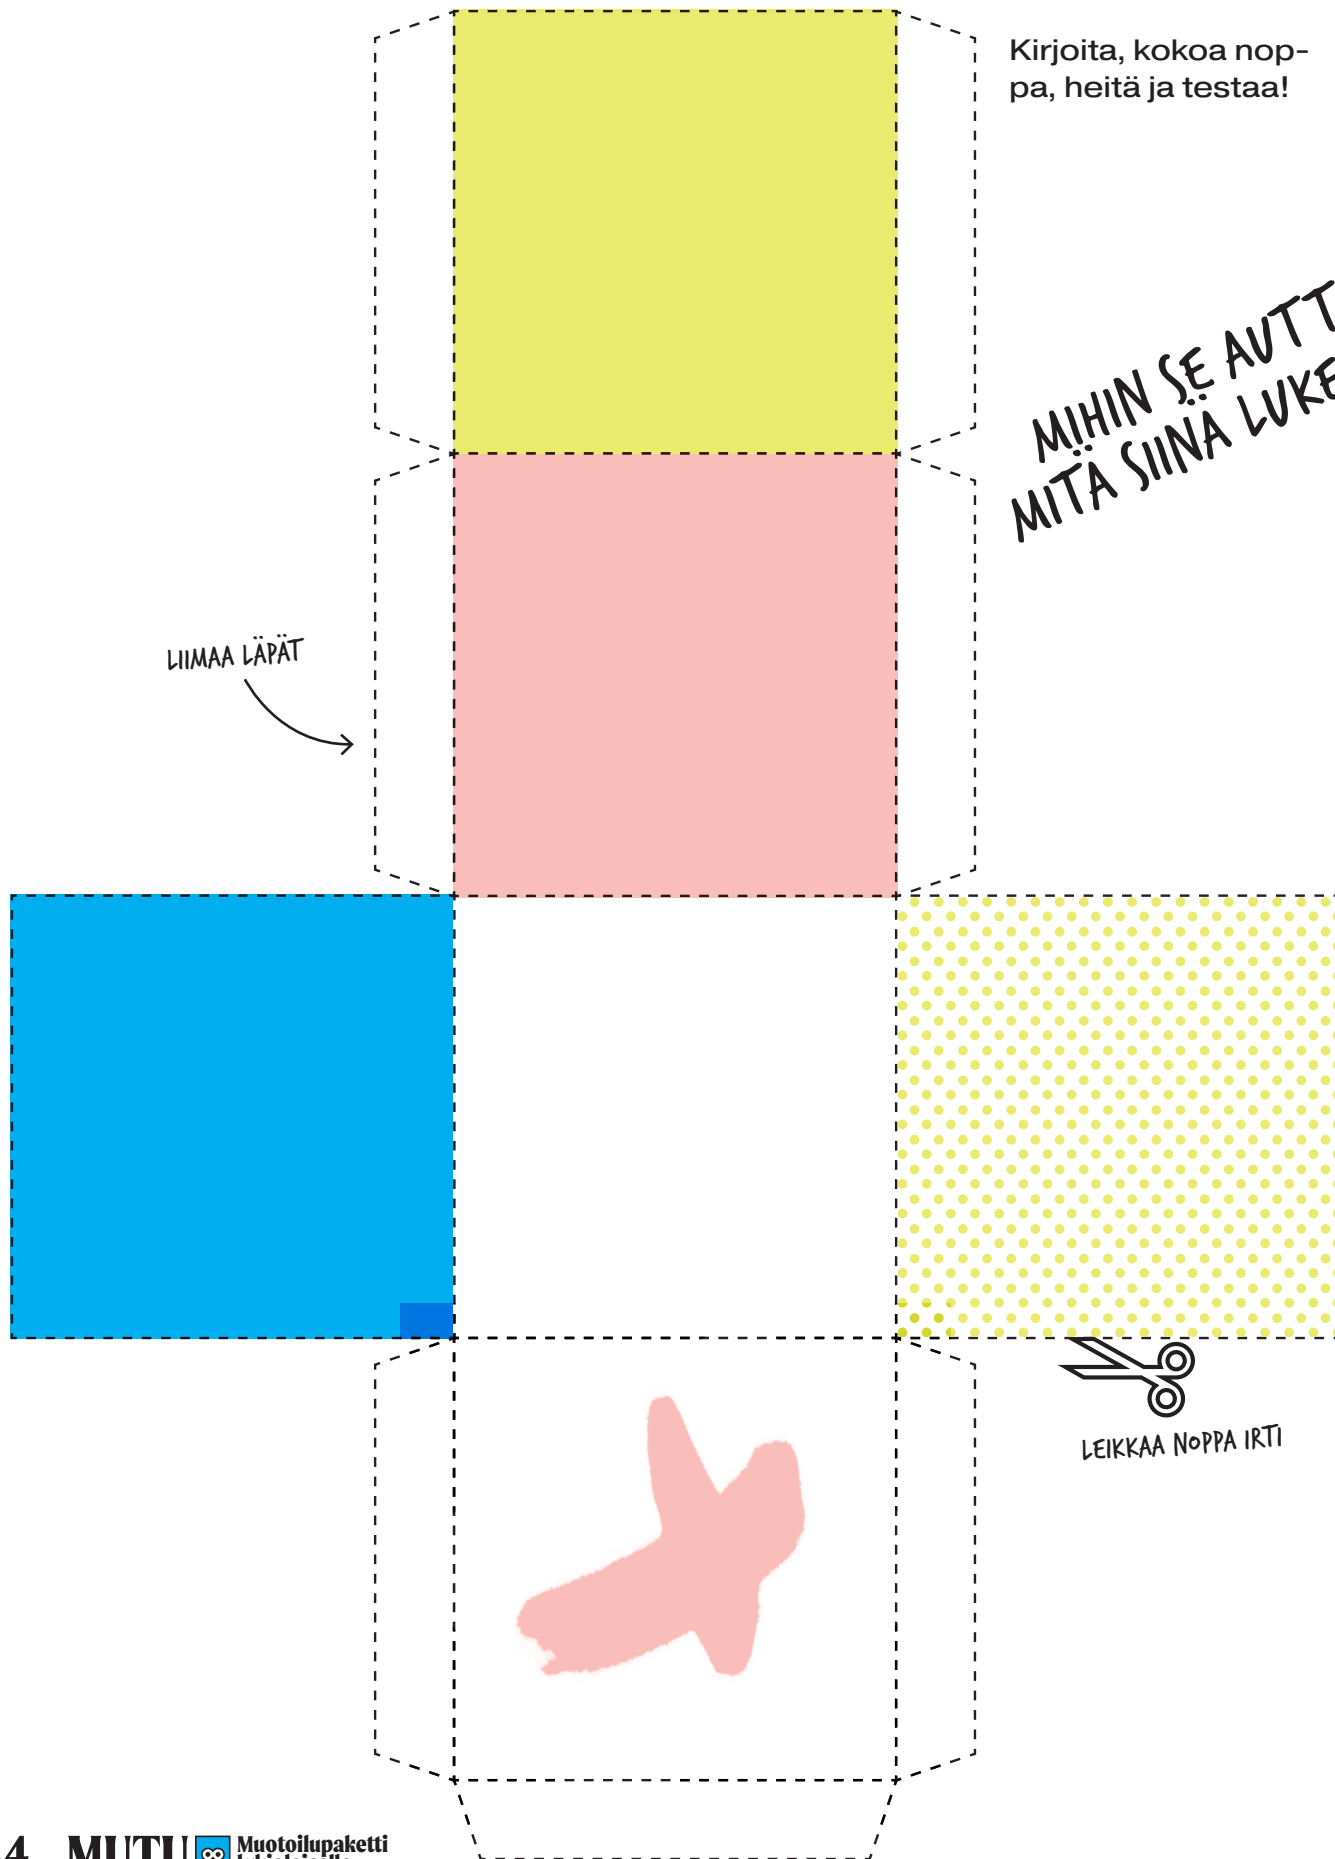 Kirjoita, kokoa nop-
pa, heitä ja testaa!
MIHIN SE AUTT
MITÄ SIINÄ LUKE
LIIMAA LÄPÄT
LEIKKAA NOPPA IRTI
4 MUTU Muotoilupaketti